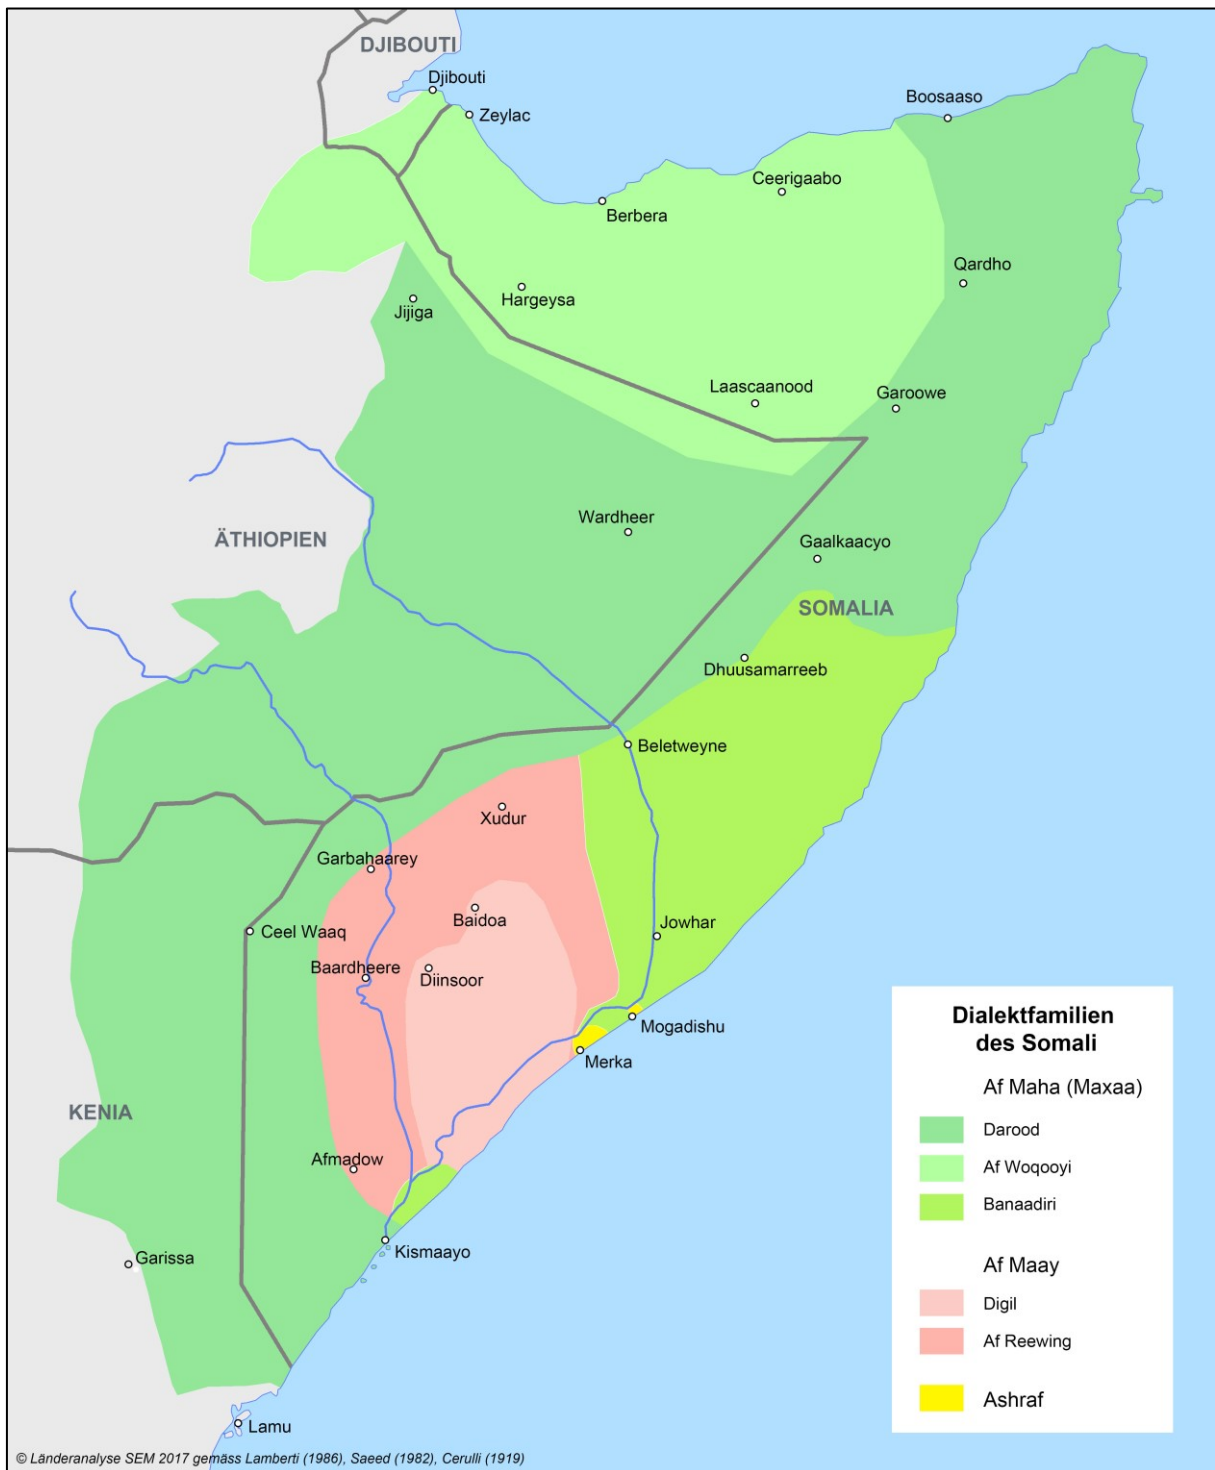 DJIBOUTI
Djibouti
Zeylac
Boosaaso
Ceerigaabo
Berbera
Qardho
Hargeysa
Jijiga
Laascaanood
Garoowe
Wardheer
ÄTHIOPIEN
Gaalkaacyo
SOMALIA
Dhuusamarreeb
Beletweyne
Xudur
Garbahaarey
Baidoa
Jowhar
Ceel Waaq
Baardheere
Diinsoor
Mogadishu
Merka
KENIA
Afmadow
Kismaayo
Garissa
Lamu
Dialektfamilien
des Somali
Af Maha (Maxaa)
Darood
Af Woqooyi
Banaadiri
Af Maay
Digil
Af Reewing
Ashraf
© Länderanalyse SEM 2017 gemäss Lamberti (1986), Saeed (1982), Cerulli (1919)